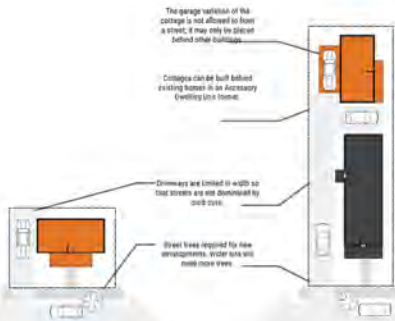 The garage variation of the
cottage is not allowed to front
a street; it may only be placed
behind other buildings.
Cottages can be built behind
existing homes in an Accessory
Dwelling Unit format.
Driveways are limited in width so
that streets are not dominated by
curb cuts.
Street trees required for new
developments. Wider lots will
need more trees.